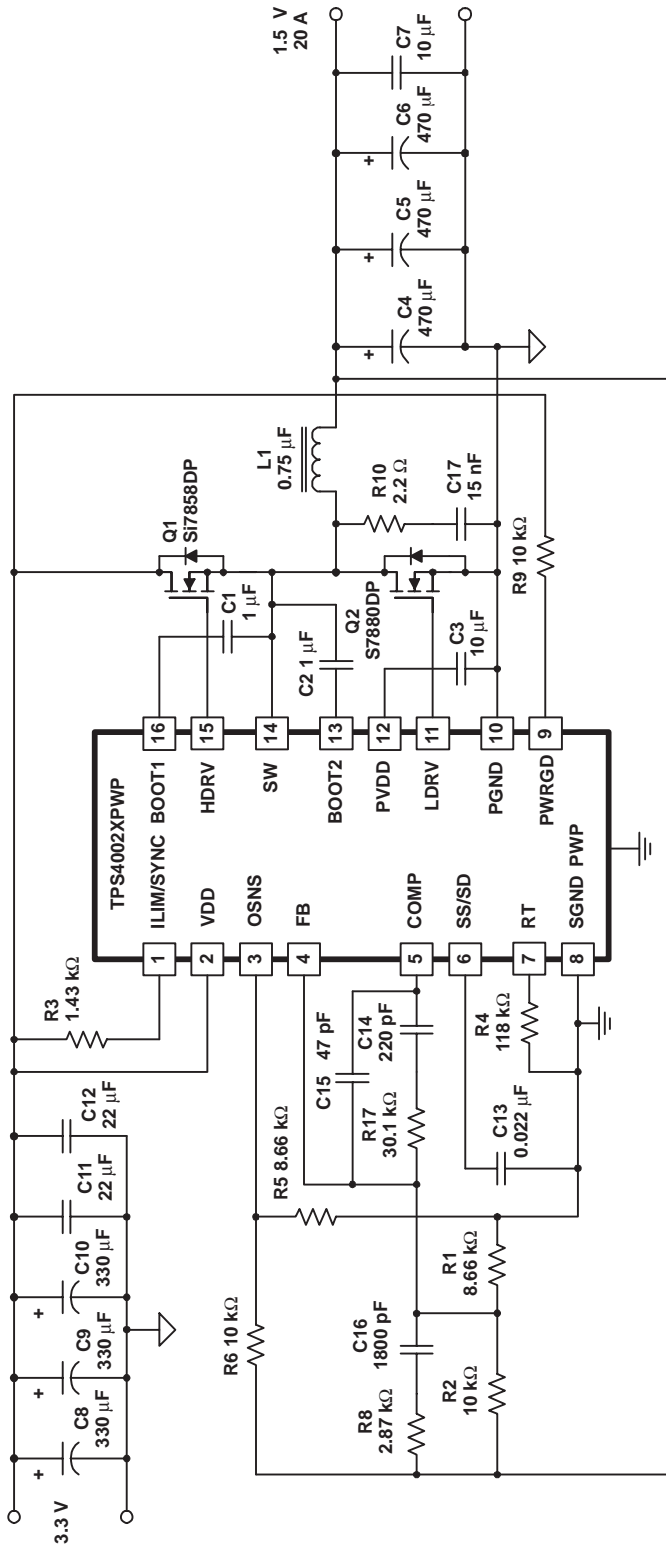 3.3 V
C8
330 µF
C9
330 µF
C10
330 µF
C11
22 µF
C12
22 µF
R3
1.43 kΩ
TPS4002XPWP
1
ILIM/SYNC
2
VDD
3
OSNS
4
FB
5
COMP
6
SS/SD
7
RT
8
SGND PWP
BOOT1
16
HDRV
15
SW
14
BOOT2
13
PVDD
12
LDRV
11
PGND
10
PWRGD
9
R6 10 kΩ
R5 8.66 kΩ
C15
47 pF
C14
220 pF
R17
30.1 kΩ
C16
1800 pF
R8
2.87 kΩ
R2
10 kΩ
R1
8.66 kΩ
C13
0.022 µF
R4
118 kΩ
C1
1 µF
Q1
Si7858DP
C2 1 µF
Q2
S7880DP
C3
10 µF
L1
0.75 µF
R10
2.2 Ω
C17
15 nF
R9 10 kΩ
C4
470 µF
C5
470 µF
C6
470 µF
C7
10 µF
1.5 V
20 A
+
+
+
+
+
+